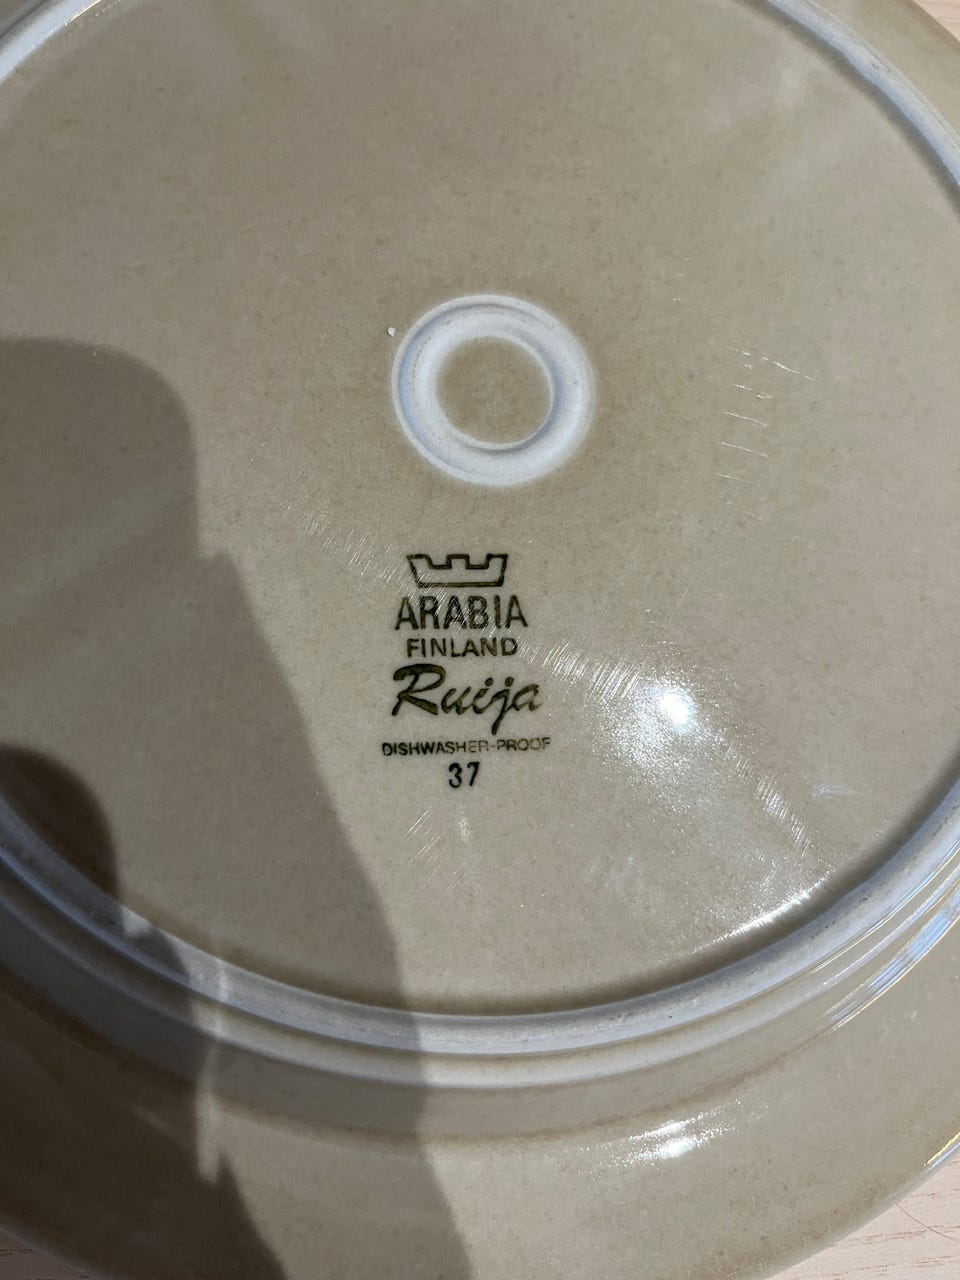 ARABIA
FINLAND
Ruija
DISHWASHER-PROOF
37